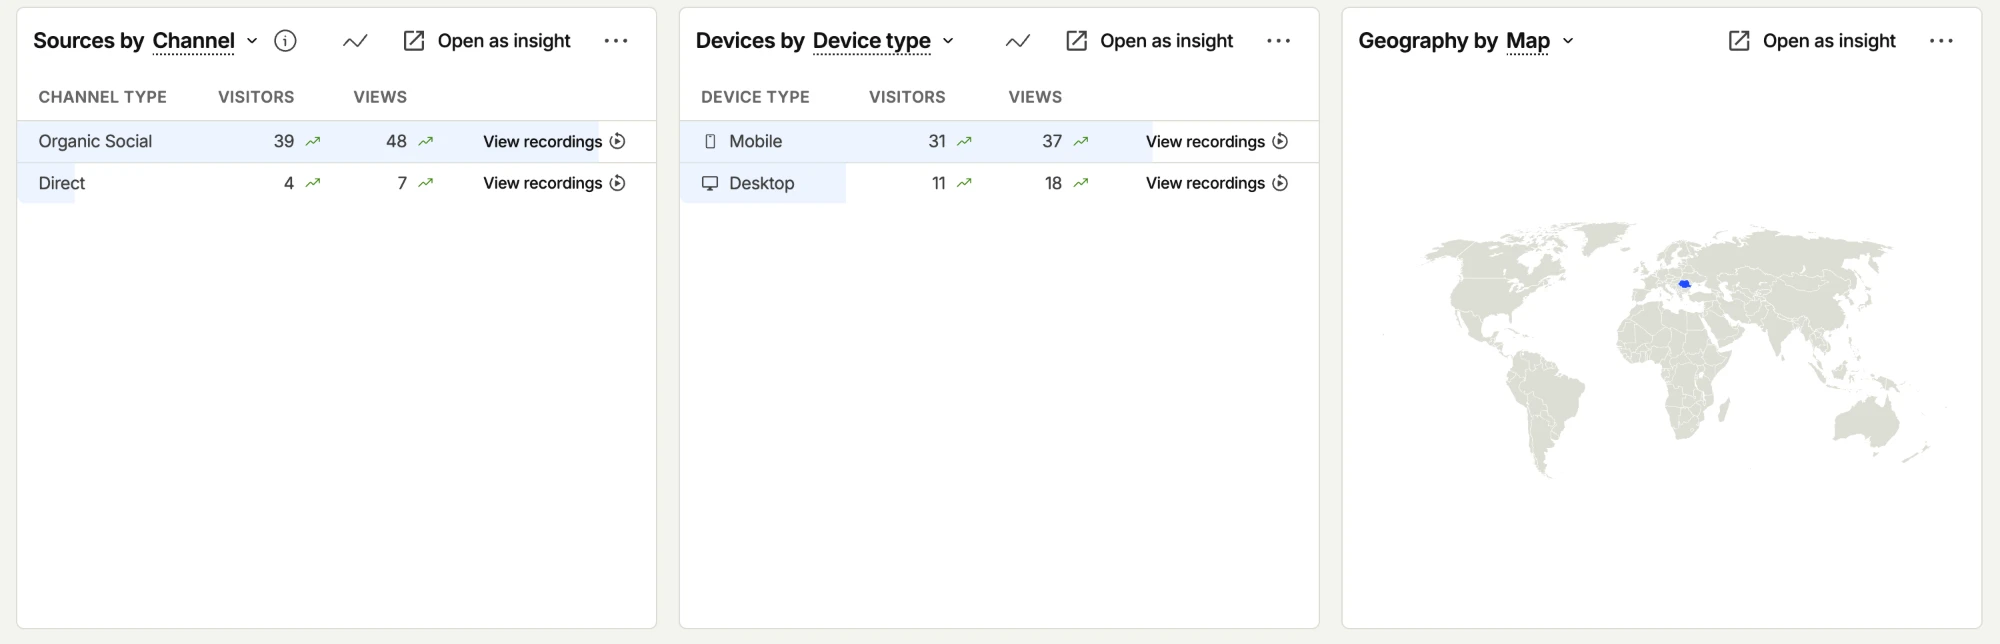 Sources by Channel Open as insight
CHANNEL TYPE VISITORS VIEWS
Organic Social 39 48 View recordings
Direct 4 7 View recordings
Devices by Device type Open as insight
DEVICE TYPE VISITORS VIEWS
Mobile 31 37 View recordings
Desktop 11 18 View recordings
Geography by Map Open as insight